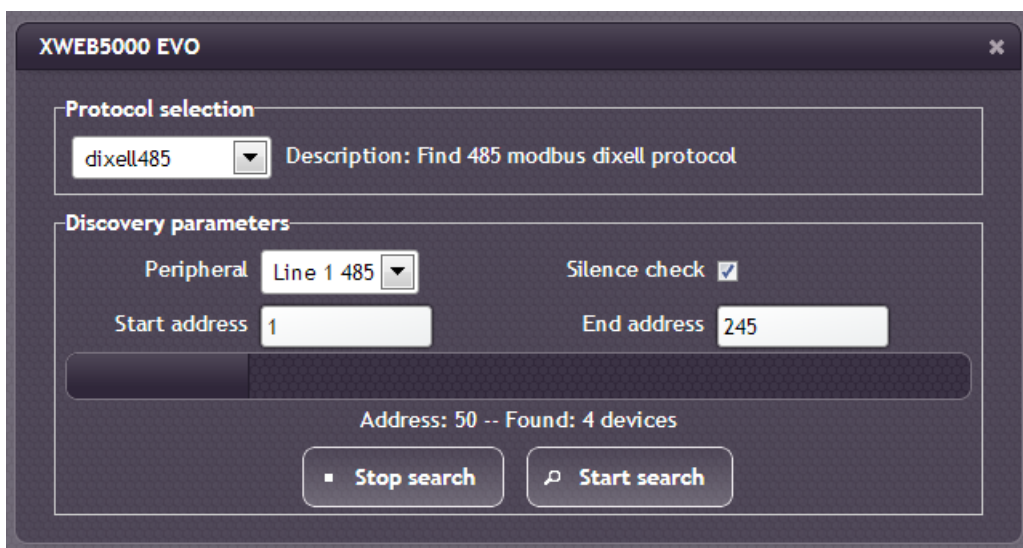 XWEB5000 EVO
Protocol selection
dixell485 Description: Find 485 modbus dixell protocol
Discovery parameters
Peripheral Line 1 485 Silence check
Start address 1 End address 245
Address: 50 -- Found: 4 devices
Stop search Start search